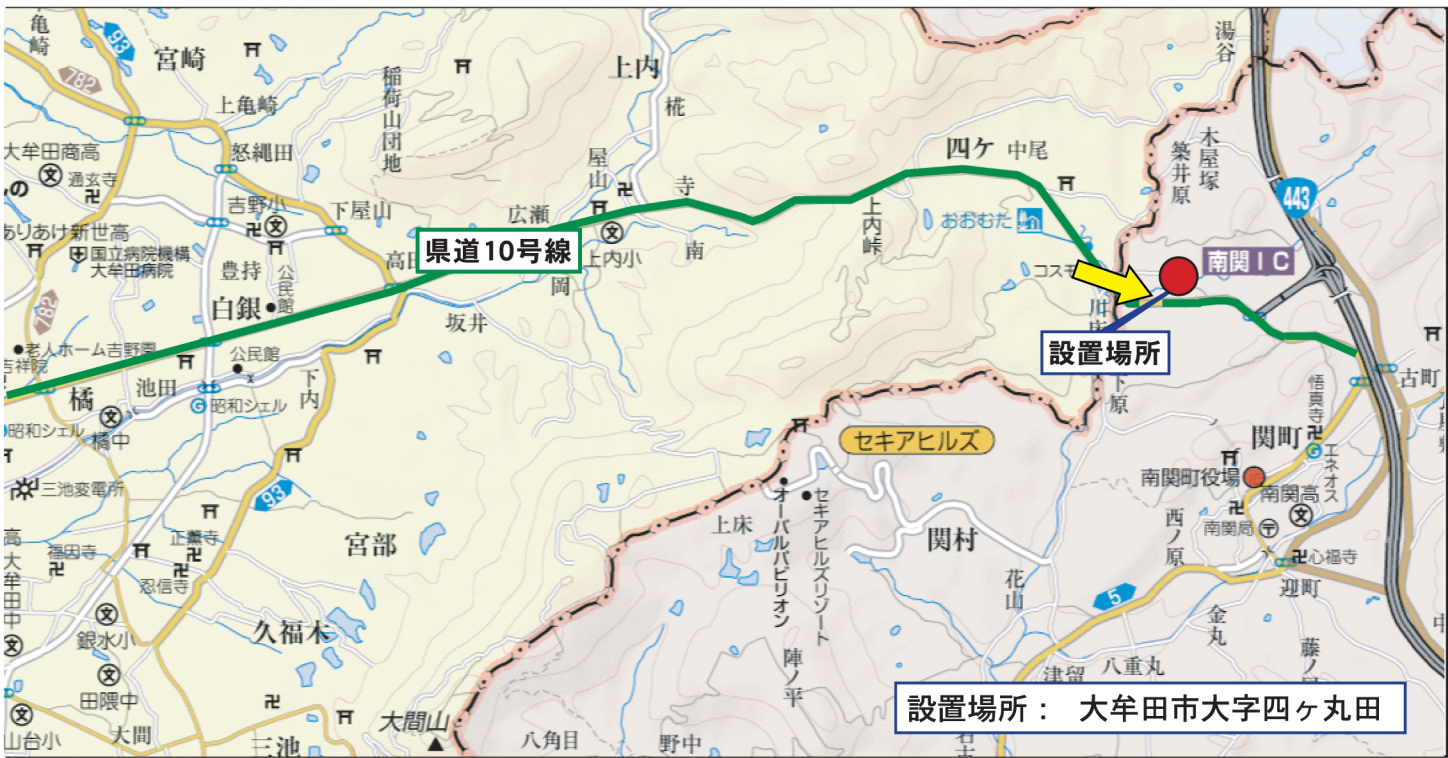 亀崎
93
宮崎
782
上亀崎
稲荷山団地
上内
椛
湯谷
大牟田商高
怒縄田
通玄寺
吉野小
下屋山
屋山
広瀬
寺
南
四ケ
中尾
築井原
木屋塚
443
ありあけ新世高
国立病院機構
大牟田病院
豊持
公民館
県道10号線
上内小
岡
上内峠
おおむた
南関IC
782
白銀
坂井
設置場所
下原
老人ホーム吉野園
吉祥院
公民館
橘
池田
下内
昭和シェル
昭和シェル
橘中
古町
悟真寺
セキアヒルズ
関町
エネオス
三池変電所
93
南関町役場
南関高
上床
オーバルパビリオン
セキアヒルズリゾート
関村
西ノ原
南関局
心福寺
福因寺
正薫寺
宮部
忍信寺
花山
5
迎町
金丸
銀水小
久福木
陣ノ平
八重丸
津留
田隈中
設置場所： 大牟田市大字四ヶ丸田
大間
三池
大間山
八角目
野中